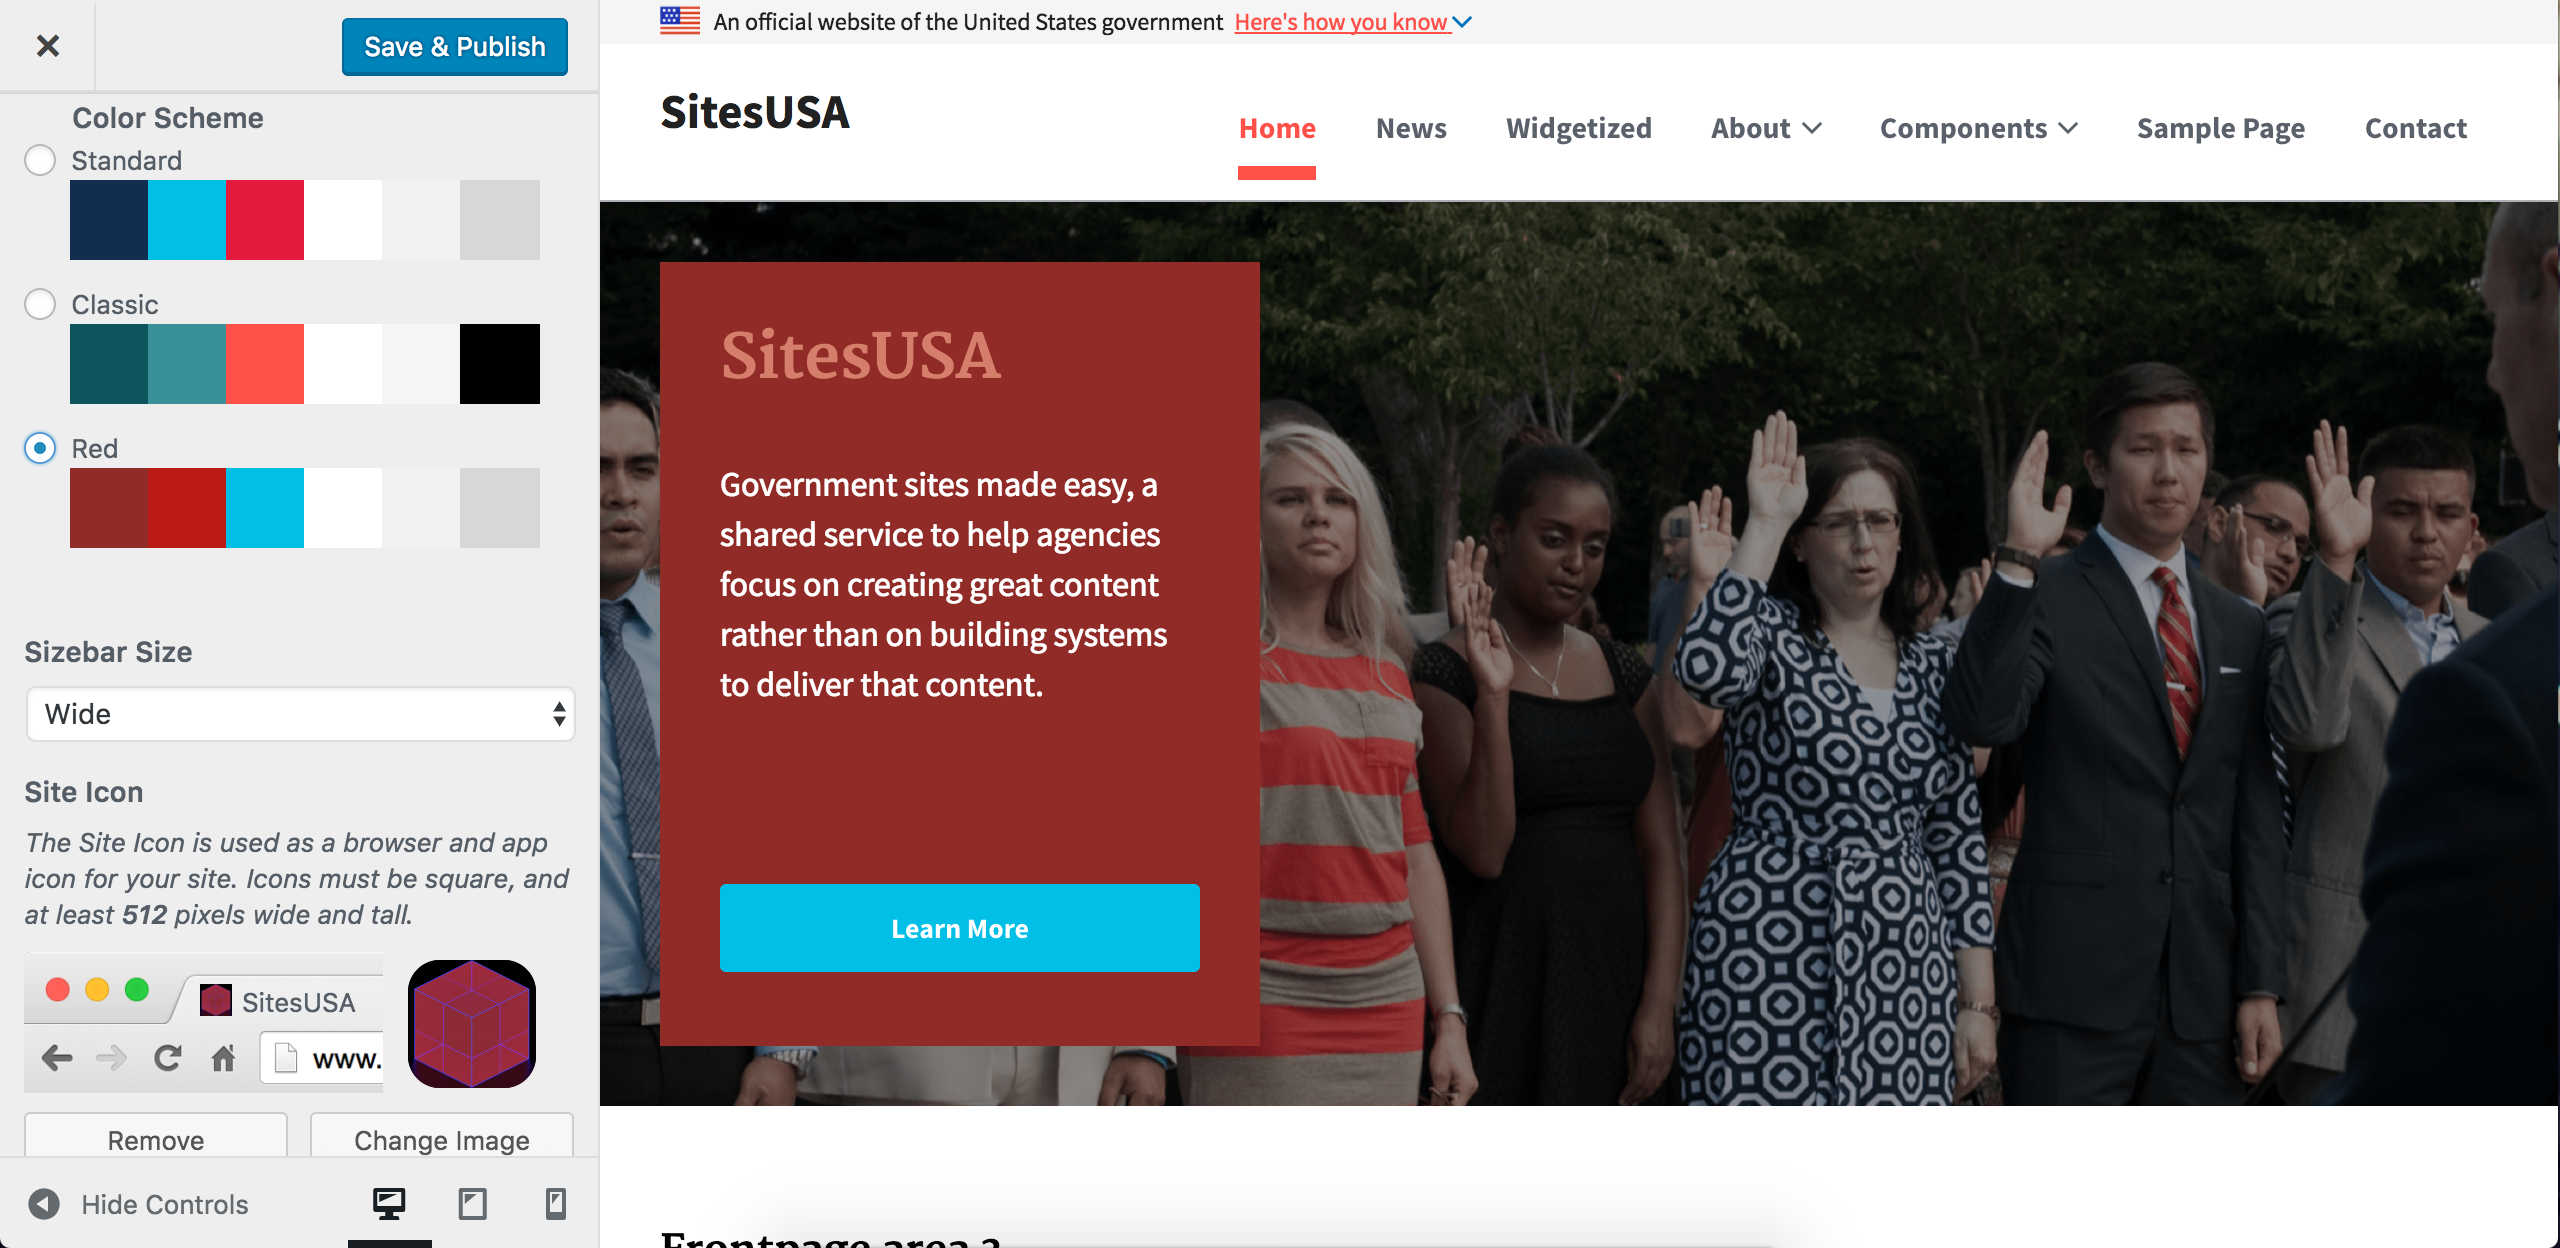 Save & Publish
Color Scheme
Standard
Classic
Red
Sizebar Size
Wide
Site Icon
The Site Icon is used as a browser and app
icon for your site. Icons must be square, and
at least 512 pixels wide and tall.
SitesUSA
www.
Remove
Change Image
Hide Controls
An official website of the United States government Here's how you know
SitesUSA
Home News Widgetized About Components Sample Page Contact
SitesUSA
Government sites made easy, a
shared service to help agencies
focus on creating great content
rather than on building systems
to deliver that content.
Learn More
Frontpage area 2